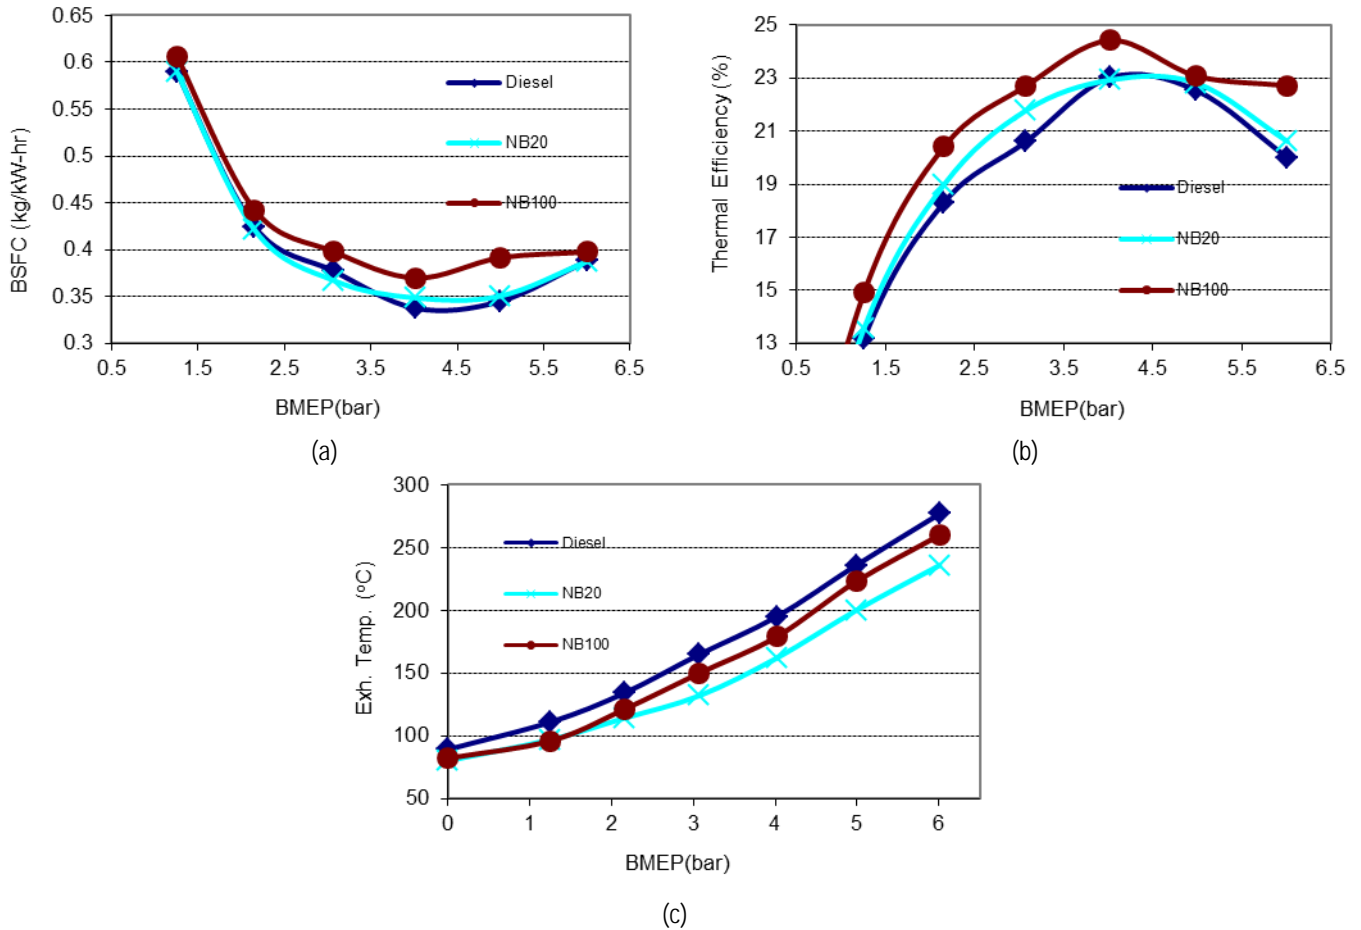 0.65
0.6
0.55
0.5
0.45
0.4
0.35
0.3
BSFC (kg/kW-hr)
Diesel
NB20
NB100
0.5 1.5 2.5 3.5 4.5 5.5 6.5
BMEP(bar)
(a)
25
23
21
19
17
15
13
Thermal Efficiency (%)
Diesel
NB20
NB100
0.5 1.5 2.5 3.5 4.5 5.5 6.5
BMEP(bar)
(b)
300
250
200
150
100
50
Exh. Temp. (ºC)
Diesel
NB20
NB100
0 1 2 3 4 5 6
BMEP(bar)
(c)